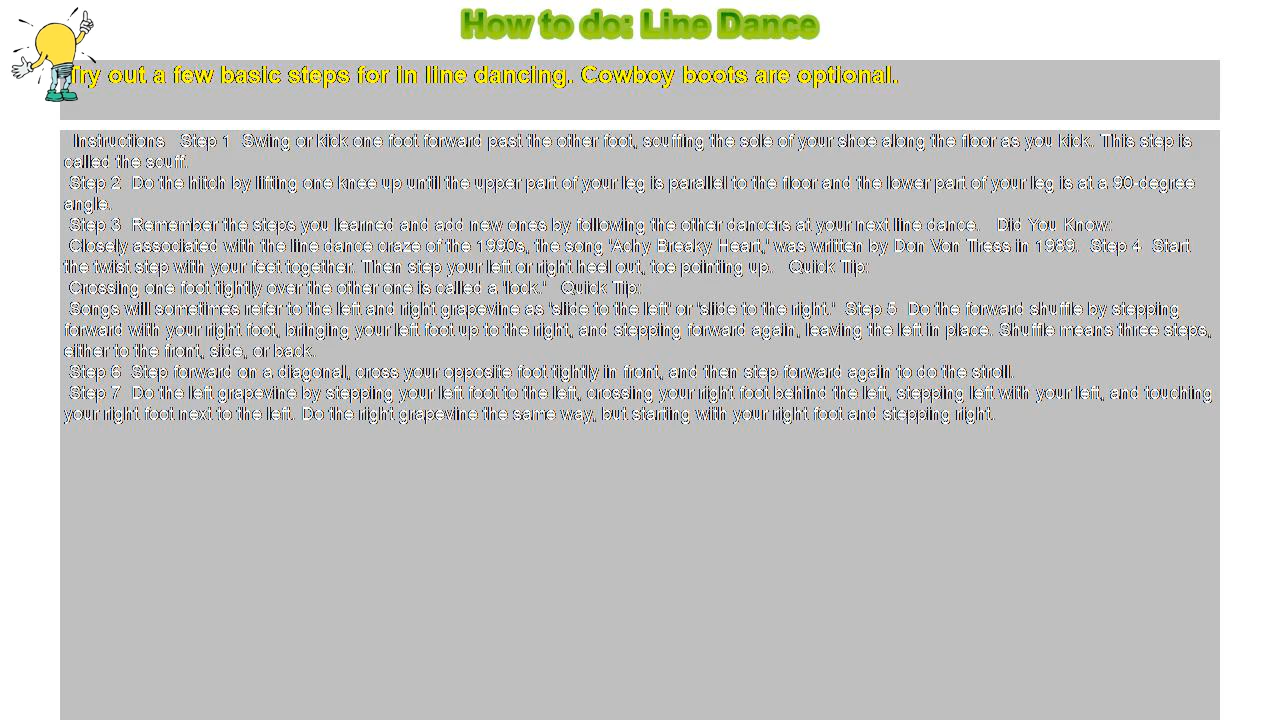 How to do: Line Dance
Try out a few basic steps for in line dancing. Cowboy boots are optional.
Instructions Step 1 Swing or kick one foot forward past the other foot, scuffing the sole of your shoe along the floor as you kick. This step is
called the scuff.
Step 2 Do the hitch by lifting one knee up until the upper part of your leg is parallel to the floor and the lower part of your leg is at a 90-degree
angle.
Step 3 Remember the steps you learned and add new ones by following the other dancers at your next line dance. Did You Know:
Closely associated with the line dance craze of the 1990s, the song 'Achy Breaky Heart,' was written by Don Von Tress in 1989. Step 4 Start
the twist step with your feet together. Then step your left or right heel out, toe pointing up. Quick Tip:
Crossing one foot tightly over the other one is called a 'lock.' Quick Tip:
Songs will sometimes refer to the left and right grapevine as 'slide to the left' or 'slide to the right.' Step 5 Do the forward shuffle by stepping
forward with your right foot, bringing your left foot up to the right, and stepping forward again, leaving the left in place. Shuffle means three steps,
either to the front, side, or back.
Step 6 Step forward on a diagonal, cross your opposite foot tightly in front, and then step forward again to do the stroll.
Step 7 Do the left grapevine by stepping your left foot to the left, crossing your right foot behind the left, stepping left with your left, and touching
your right foot next to the left. Do the right grapevine the same way, but starting with your right foot and stepping right.